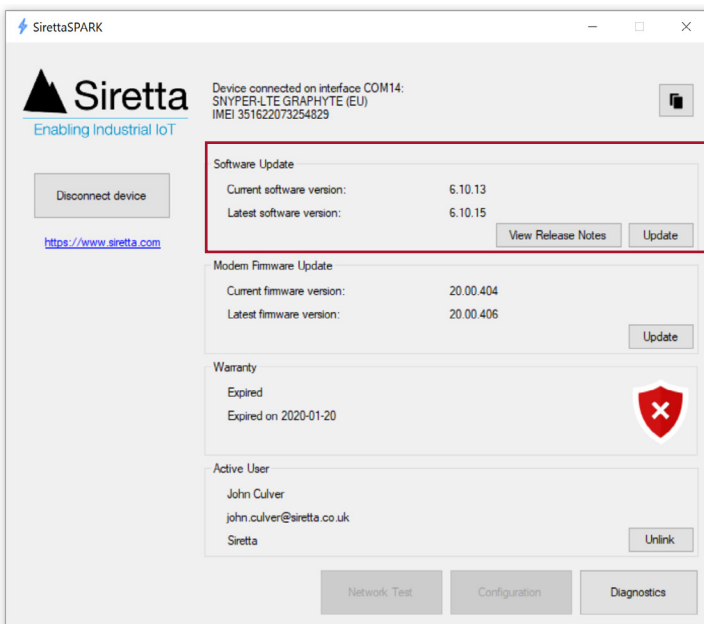 SirettaSPARK
Siretta
Enabling Industrial IoT
Device connected on interface COM14:
SNYPER-LTE GRAPHYTE (EU)
IMEI 351622073254829
Disconnect device
https://www.siretta.com
Software Update
Current software version: 6.10.13
Latest software version: 6.10.15
View Release Notes Update
Modem Firmware Update
Current firmware version: 20.00.404
Latest firmware version: 20.00.406
Update
Warranty
Expired
Expired on 2020-01-20
Active User
John Culver
john.culver@siretta.co.uk
Siretta Unlink
Network Test Configuration Diagnostics